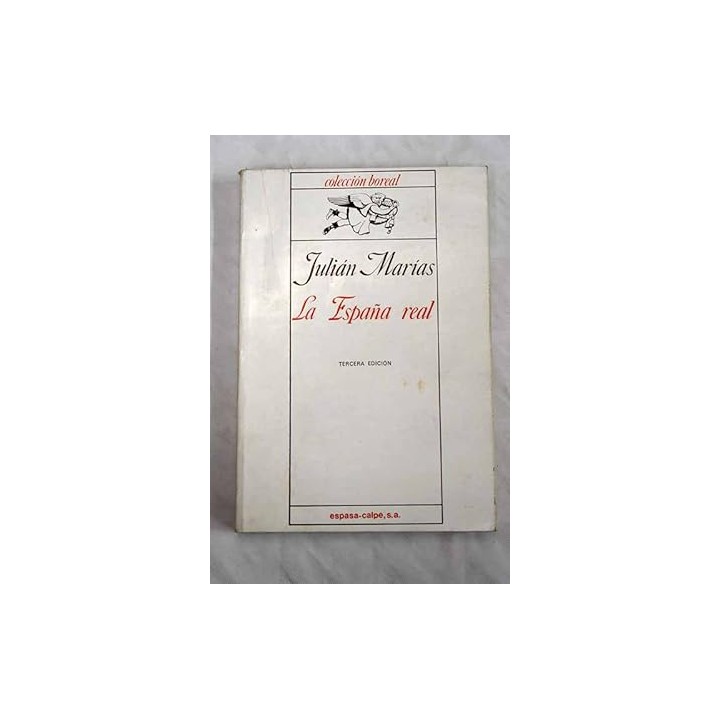 colección boreal
Julián Marías
La España real
TERCERA EDICIÓN
espasa-calpe, s.a.